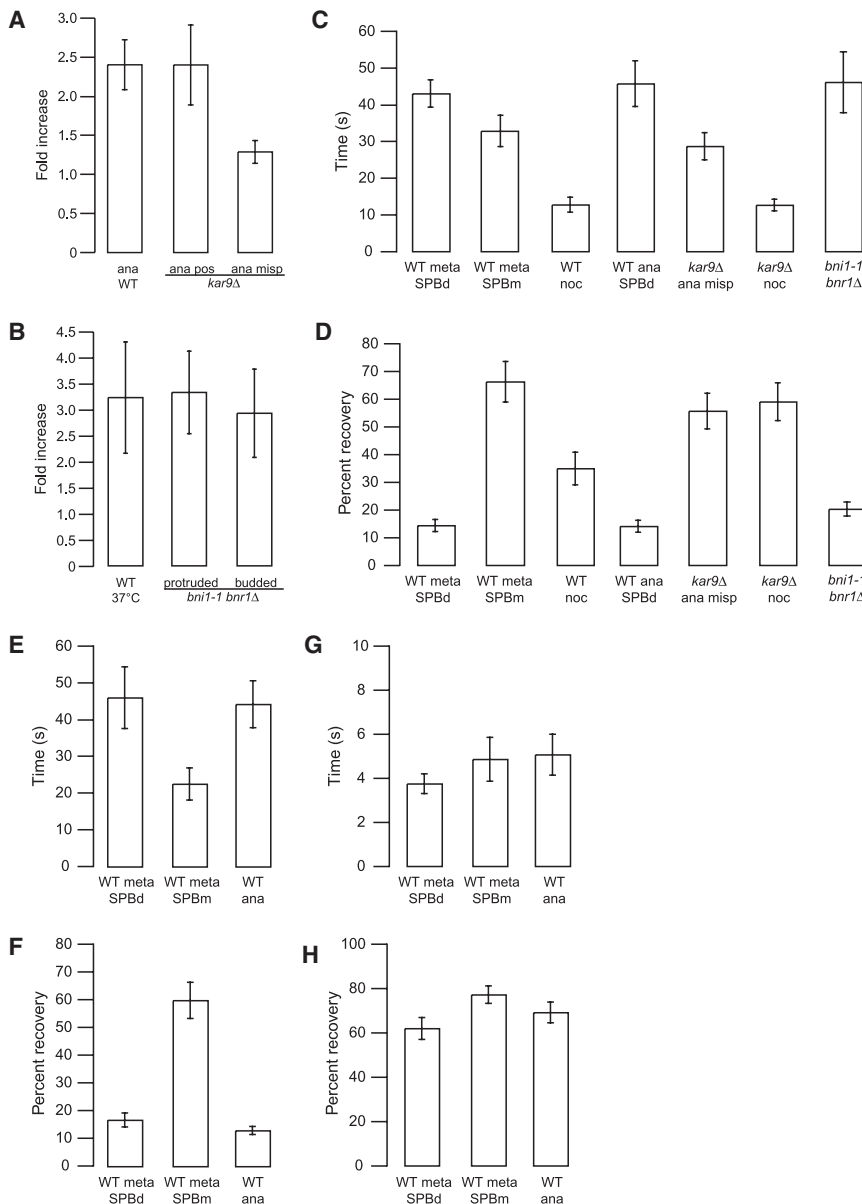 A
Fold increase
3.0
2.5
2.0
1.5
1.0
0.5
0
ana
WT
ana pos
ana misp
kar9Δ
C
Time (s)
60
50
40
30
20
10
0
WT meta
SPBd
WT meta
SPBm
WT
noc
WT ana
SPBd
kar9Δ
ana misp
kar9Δ
noc
bni1-1
bnr1Δ
B
Fold increase
4.5
4.0
3.5
3.0
3.5
2.0
1.5
1.0
0.5
0
WT
37°C
protruded
budded
bni1-1 bnr1Δ
D
Percent recovery
80
70
60
50
40
30
20
10
0
WT meta
SPBd
WT meta
SPBm
WT
noc
WT ana
SPBd
kar9Δ
ana misp
kar9Δ
noc
bni1-1
bnr1Δ
E
Time (s)
60
50
40
30
20
10
0
WT meta
SPBd
WT meta
SPBm
WT
ana
G
Time (s)
10
8
6
4
2
0
WT meta
SPBd
WT meta
SPBm
WT
ana
F
Percent recovery
80
70
60
50
40
30
20
10
0
WT meta
SPBd
WT meta
SPBm
WT
ana
H
Percent recovery
100
80
60
40
20
0
WT meta
SPBd
WT meta
SPBm
WT
ana